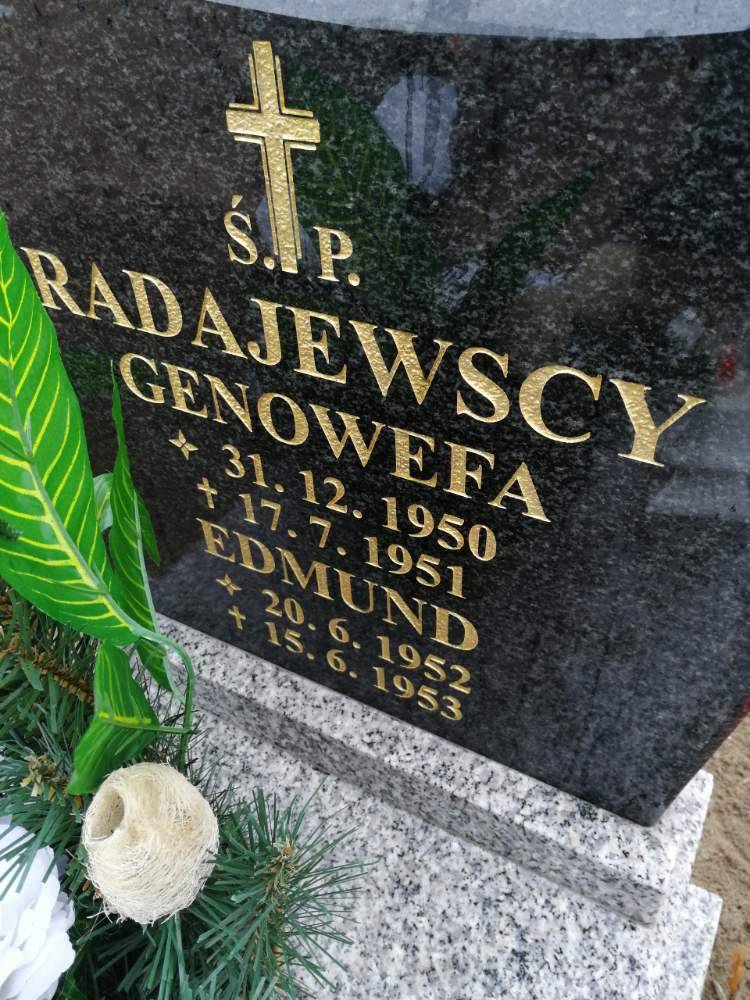 Ś. P.
RADAJEWSCY
GENOWEFA
31. 12. 1950
17. 7. 1951
EDMUND
20. 6. 1952
15. 6. 1953